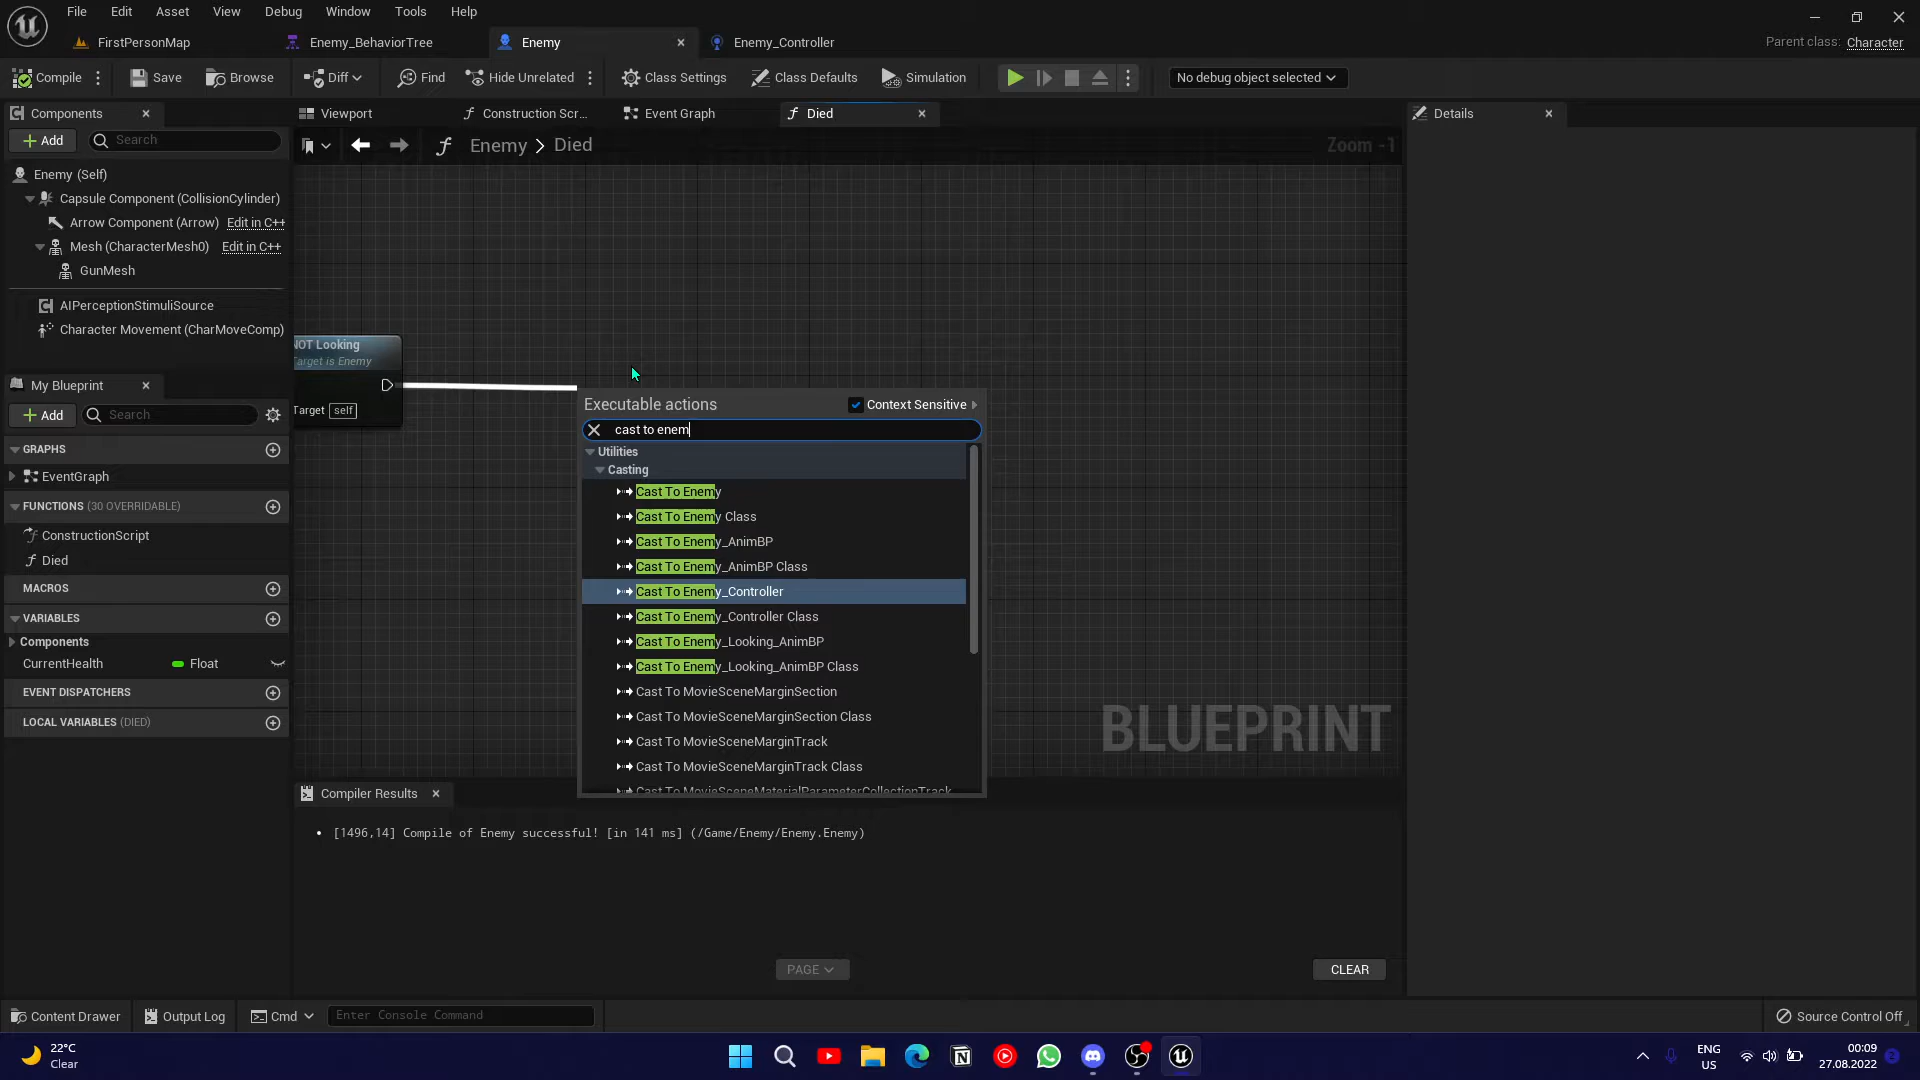 File Edit Asset View Debug Window Tools Help
FirstPersonMap Enemy_BehaviorTree Enemy Enemy_Controller
Parent class: Character
Compile Save Browse Diff Find Hide Unrelated Class Settings Class Defaults Simulation No debug object selected
Components
Add Search
Enemy (Self)
Capsule Component (CollisionCylinder)
Arrow Component (Arrow) Edit in C++
Mesh (CharacterMesh0) Edit in C++
GunMesh
AIPerceptionStimuliSource
Character Movement (CharMoveComp)
My Blueprint
Add Search
GRAPHS
EventGraph
FUNCTIONS (30 OVERRIDABLE)
ConstructionScript
Died
MACROS
VARIABLES
Components
CurrentHealth Float
EVENT DISPATCHERS
LOCAL VARIABLES (DIED)
Viewport Construction Scr... Event Graph Died
Enemy > Died
Zoom -1
NOT Looking
Target is Enemy
Target self
Executable actions Context Sensitive
cast to enem
Utilities
Casting
Cast To Enemy
Cast To Enemy Class
Cast To Enemy_AnimBP
Cast To Enemy_AnimBP Class
Cast To Enemy_Controller
Cast To Enemy_Controller Class
Cast To Enemy_Looking_AnimBP
Cast To Enemy_Looking_AnimBP Class
Cast To MovieSceneMarginSection
Cast To MovieSceneMarginSection Class
Cast To MovieSceneMarginTrack
Cast To MovieSceneMarginTrack Class
Cast To MovieSceneMaterialParameterCollectionTrack
BLUEPRINT
Compiler Results
• [1496,14] Compile of Enemy successful! [in 141 ms] (/Game/Enemy/Enemy.Enemy)
PAGE
CLEAR
Details
Content Drawer Output Log Cmd Enter Console Command Source Control Off
22°C
Clear
ENG
US
00:09
27.08.2022
2